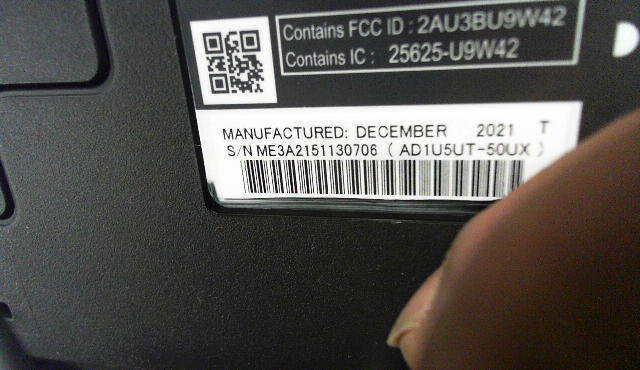 Contains FCC ID : 2AU3BU9W42
Contains IC : 25625-U9W42
MANUFACTURED: DECEMBER 2021 T
S/N ME3A2151130706 ( AD1U5UT-50UX )